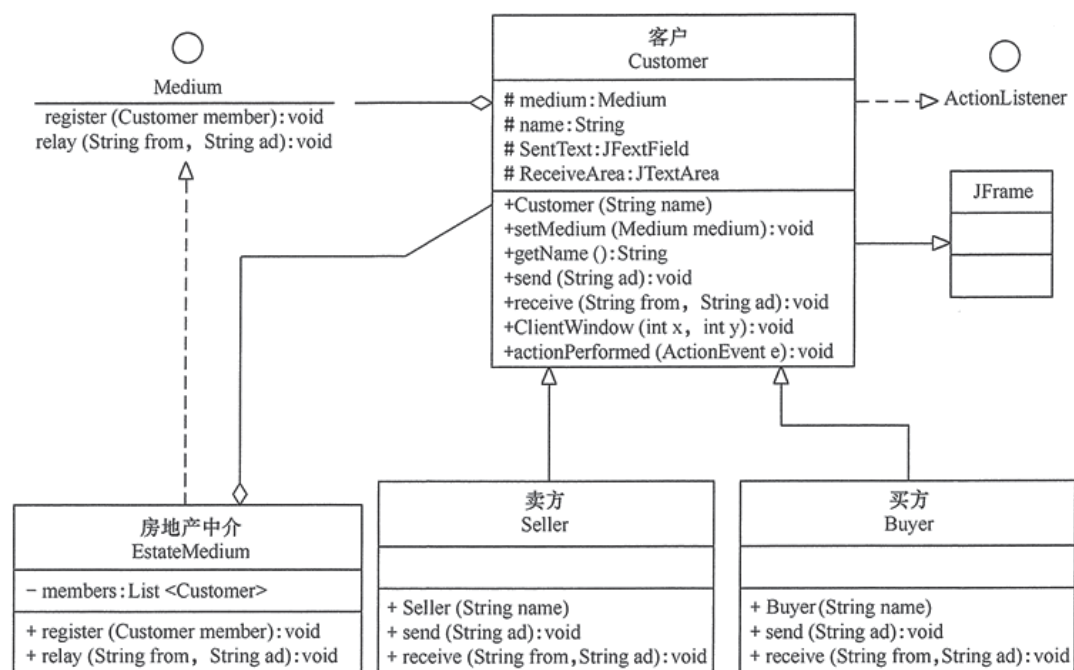 Medium
register (Customer member):void
relay (String from, String ad):void
客户
Customer
# medium:Medium
# name:String
# SentText:JFextField
# ReceiveArea:JTextArea
+Customer (String name)
+setMedium (Medium medium):void
+getName ():String
+send (String ad):void
+receive (String from, String ad):void
+ClientWindow (int x, int y):void
+actionPerformed (ActionEvent e):void
ActionListener
JFrame
房地产中介
EstateMedium
- members:List <Customer>
+ register (Customer member):void
+ relay (String from, String ad):void
卖方
Seller
+ Seller (String name)
+ send (String ad):void
+ receive (String from,String ad):void
买方
Buyer
+ Buyer(String name)
+ send (String ad):void
+ receive (String from,String ad):void